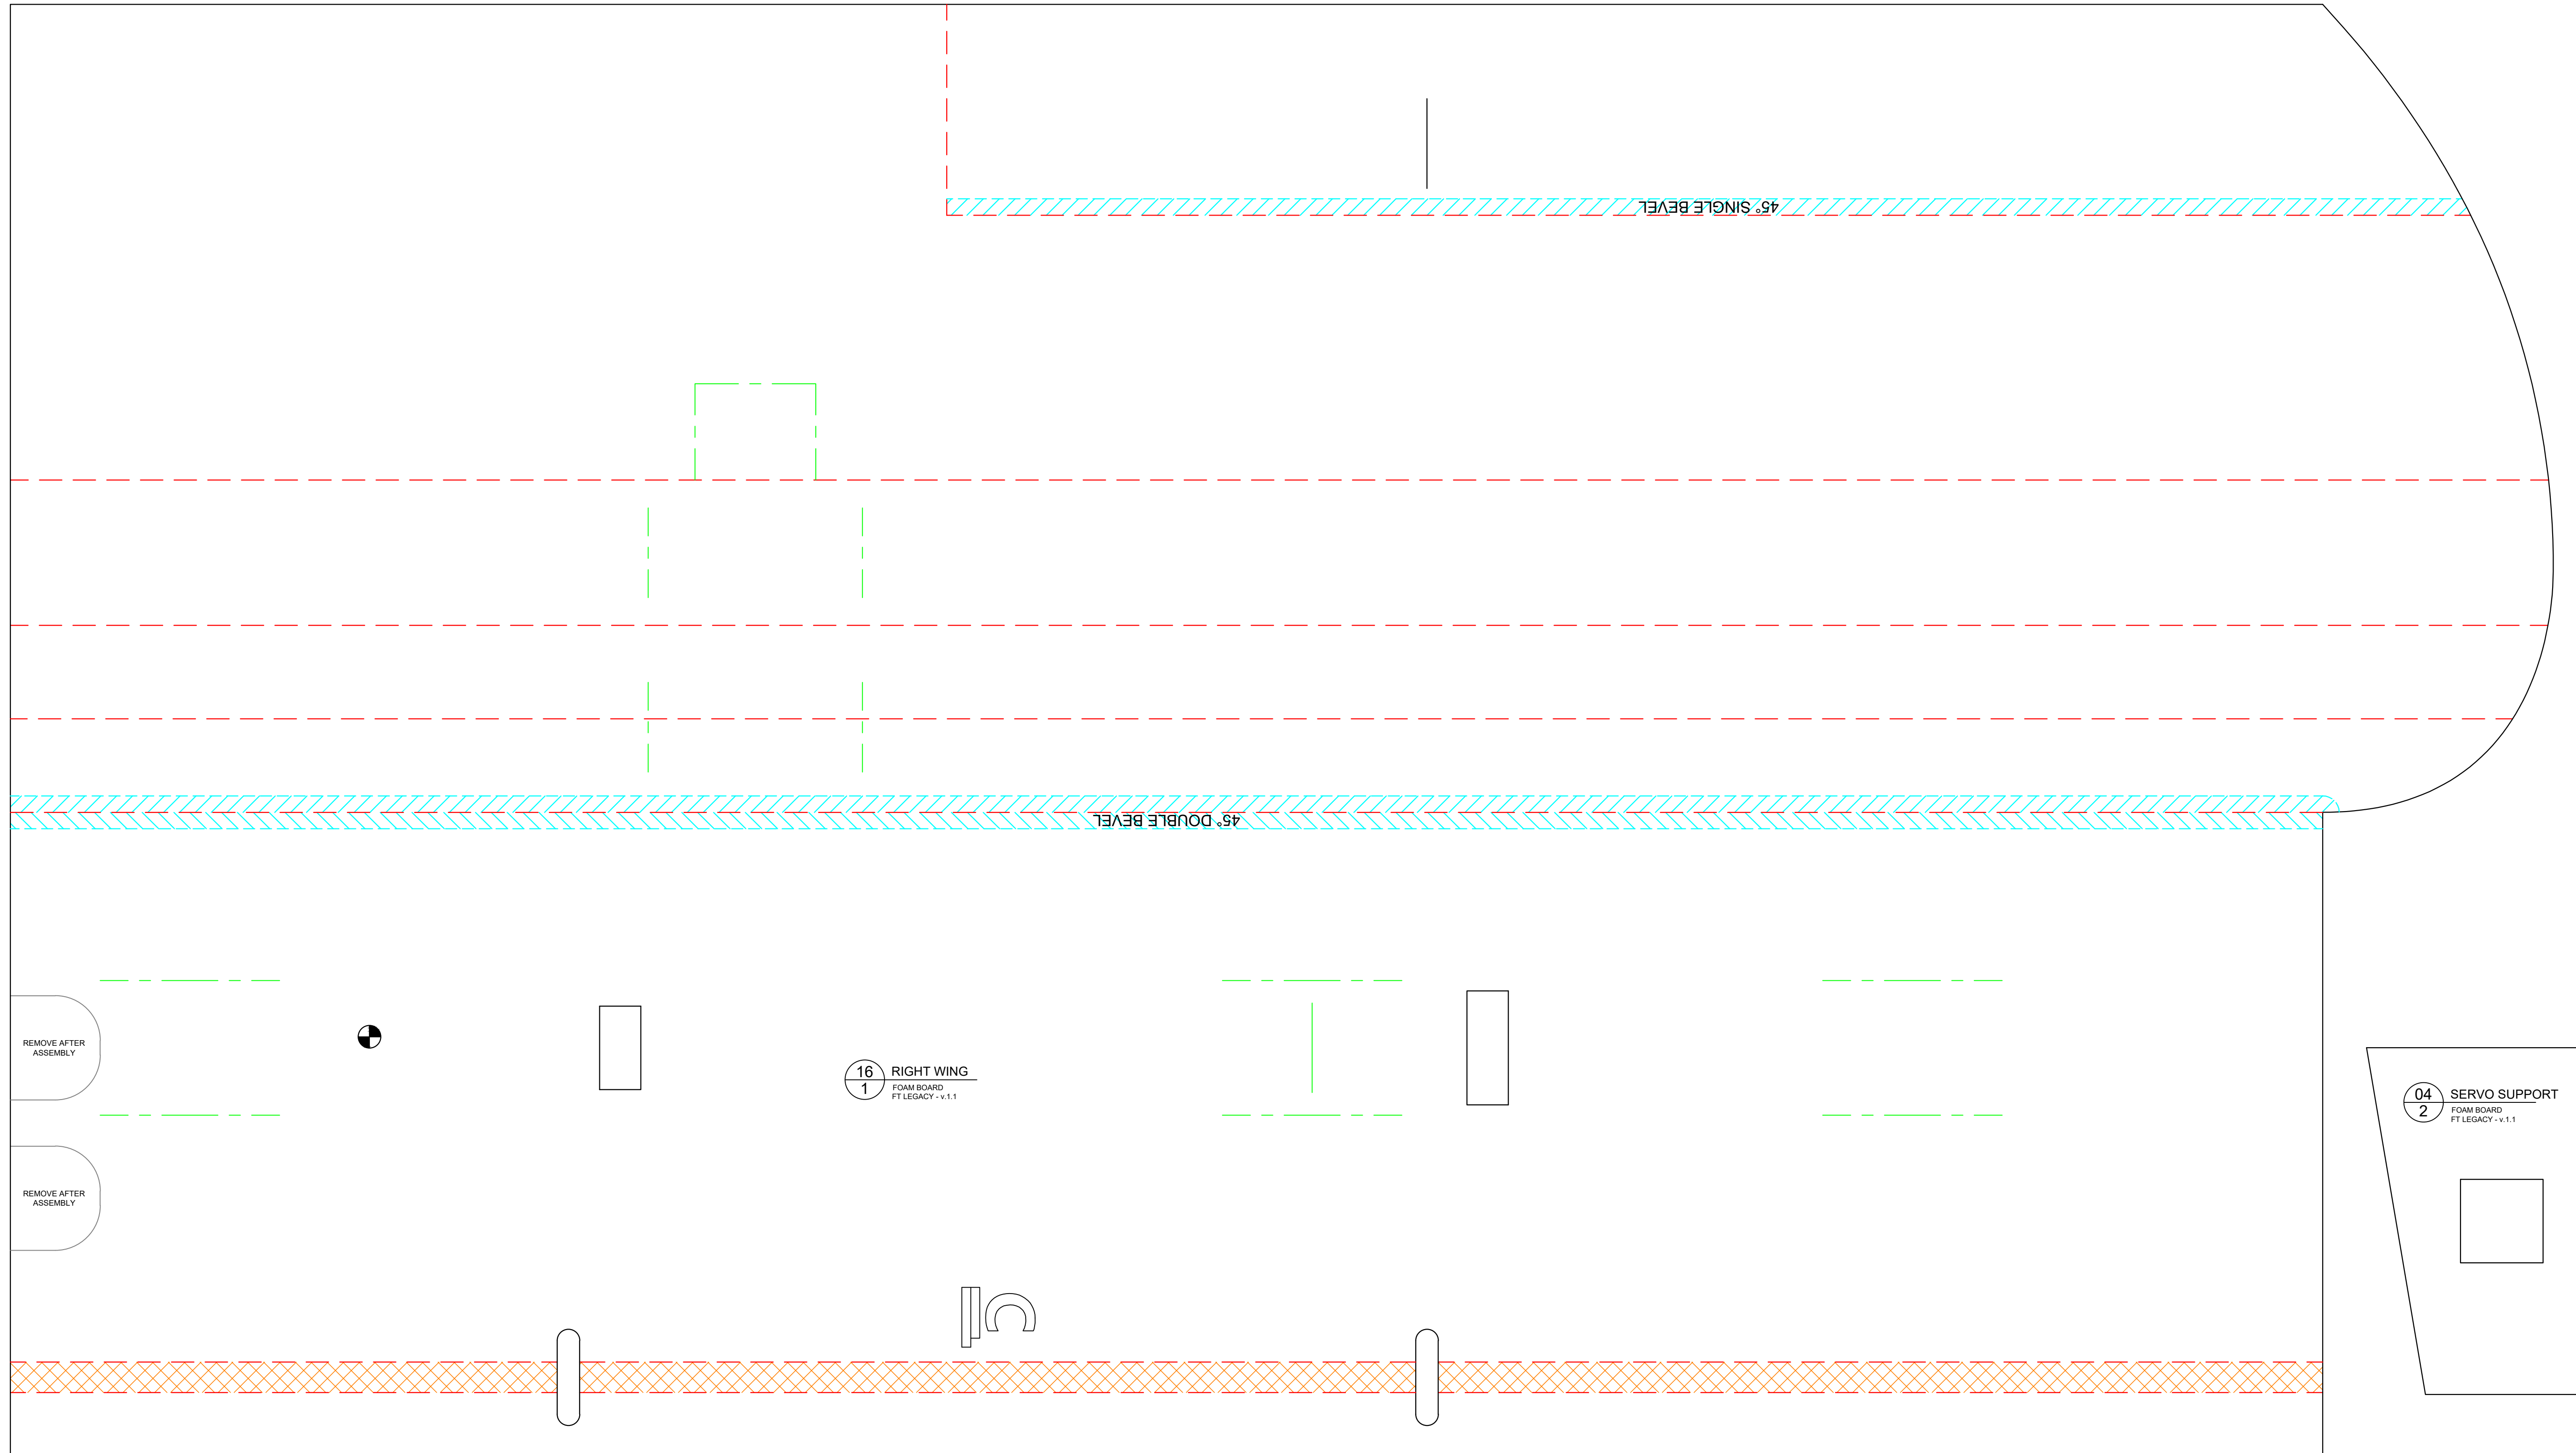 45° SINGLE BEVEL
45° DOUBLE BEVEL
REMOVE AFTER
ASSEMBLY
16
1
RIGHT WING
FOAM BOARD
FT LEGACY - v.1.1
04
2
SERVO SUPPORT
FOAM BOARD
FT LEGACY - v.1.1
REMOVE AFTER
ASSEMBLY